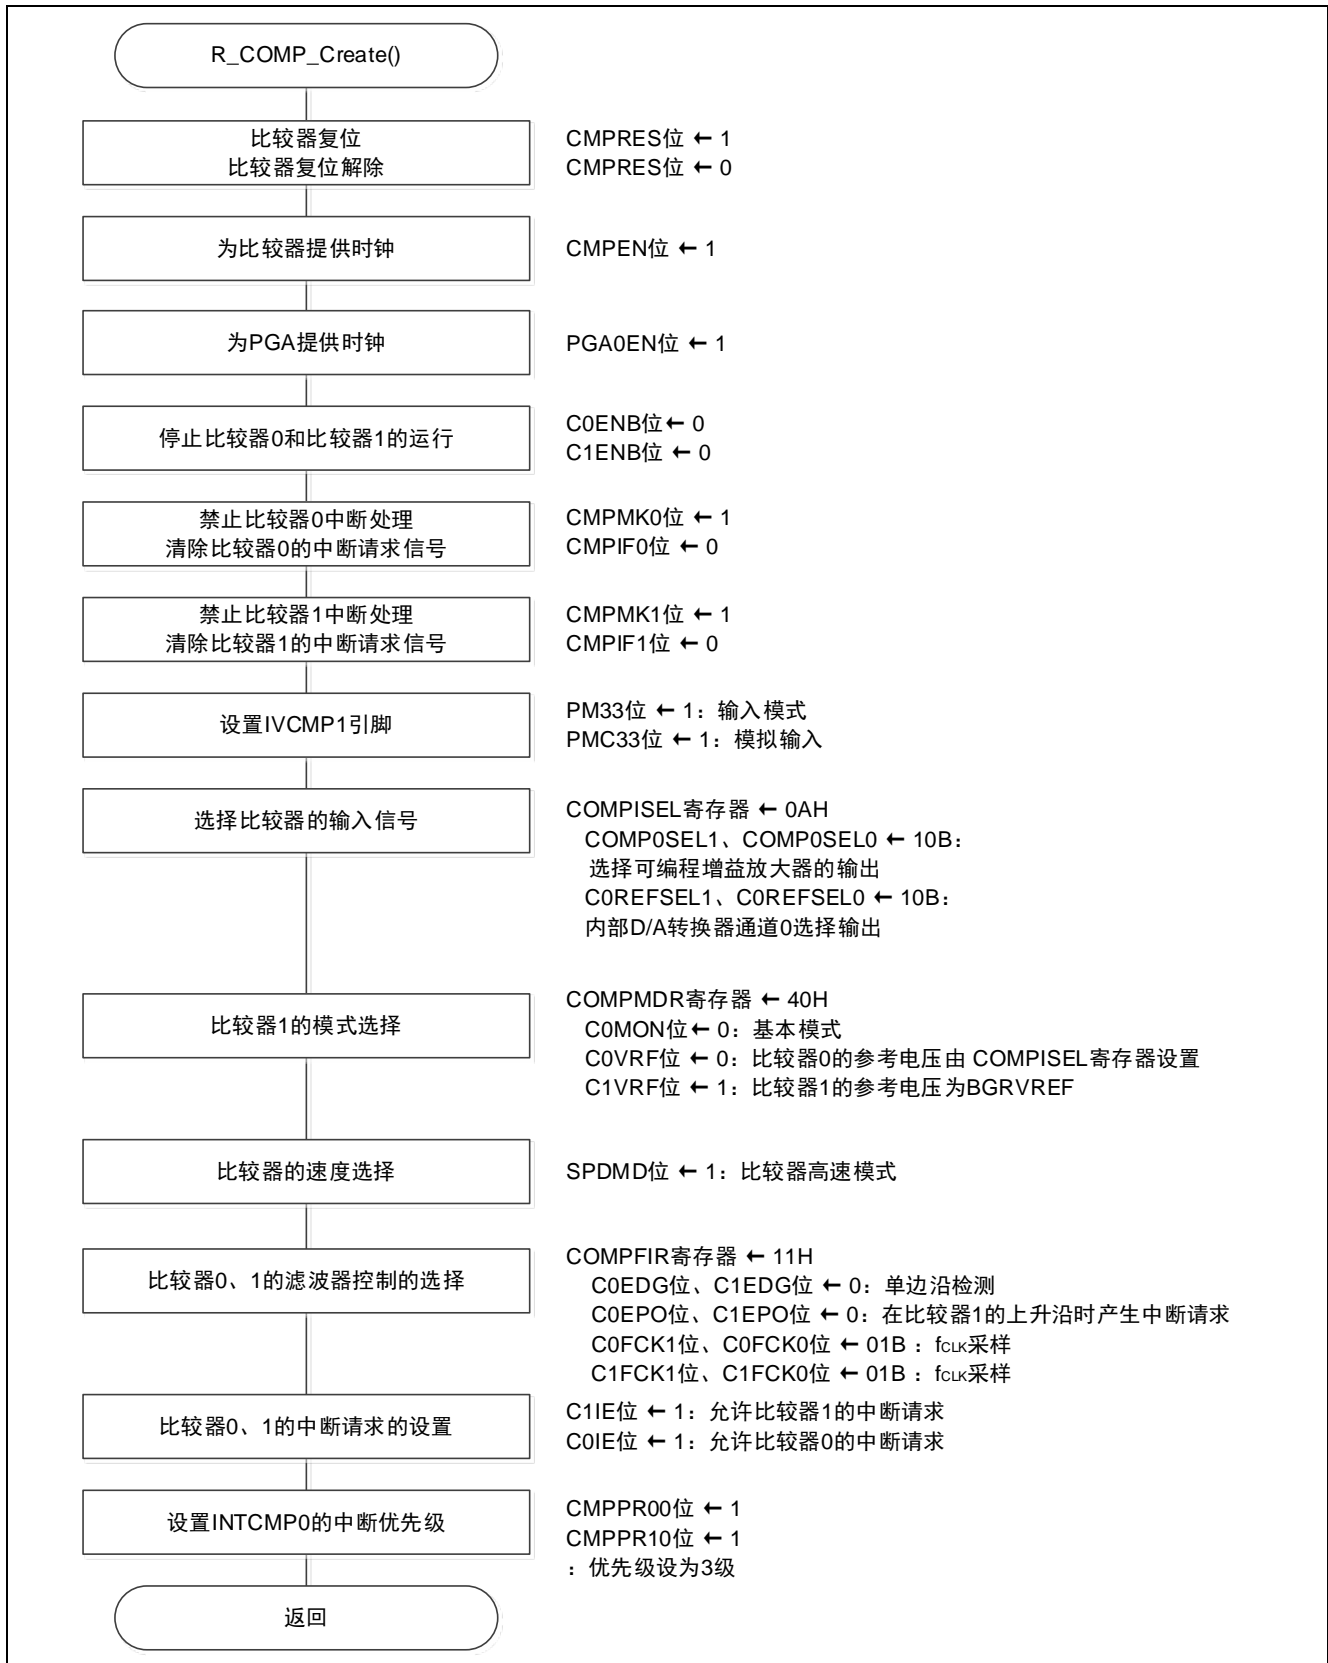 R_COMP_Create()
比较器复位
比较器复位解除
CMPRES位 ← 1
CMPRES位 ← 0
为比较器提供时钟
CMPEN位 ← 1
为PGA提供时钟
PGA0EN位 ← 1
停止比较器0和比较器1的运行
C0ENB位 ← 0
C1ENB位 ← 0
禁止比较器0中断处理
清除比较器0的中断请求信号
CMPMK0位 ← 1
CMPIF0位 ← 0
禁止比较器1中断处理
清除比较器1的中断请求信号
CMPMK1位 ← 1
CMPIF1位 ← 0
设置IVCMP1引脚
PM33位 ← 1：输入模式
PMC33位 ← 1：模拟输入
选择比较器的输入信号
COMPISEL寄存器 ← 0AH
COMP0SEL1、COMP0SEL0 ← 10B：
选择可编程增益放大器的输出
C0REFSEL1、C0REFSEL0 ← 10B：
内部D/A转换器通道0选择输出
比较器1的模式选择
COMPMDR寄存器 ← 40H
C0MON位 ← 0：基本模式
C0VRF位 ← 0：比较器0的参考电压由 COMPISEL寄存器设置
C1VRF位 ← 1：比较器1的参考电压为BGRVREF
比较器的速度选择
SPDMD位 ← 1：比较器高速模式
比较器0、1的滤波器控制的选择
COMPFIR寄存器 ← 11H
C0EDG位、C1EDG位 ← 0：单边沿检测
C0EPO位、C1EPO位 ← 0：在比较器1的上升沿时产生中断请求
C0FCK1位、C0FCK0位 ← 01B ：fCLK采样
C1FCK1位、C1FCK0位 ← 01B ：fCLK采样
比较器0、1的中断请求的设置
C1IE位 ← 1：允许比较器1的中断请求
C0IE位 ← 1：允许比较器0的中断请求
设置INTCMP0的中断优先级
CMPPR00位 ← 1
CMPPR10位 ← 1
：优先级设为3级
返回